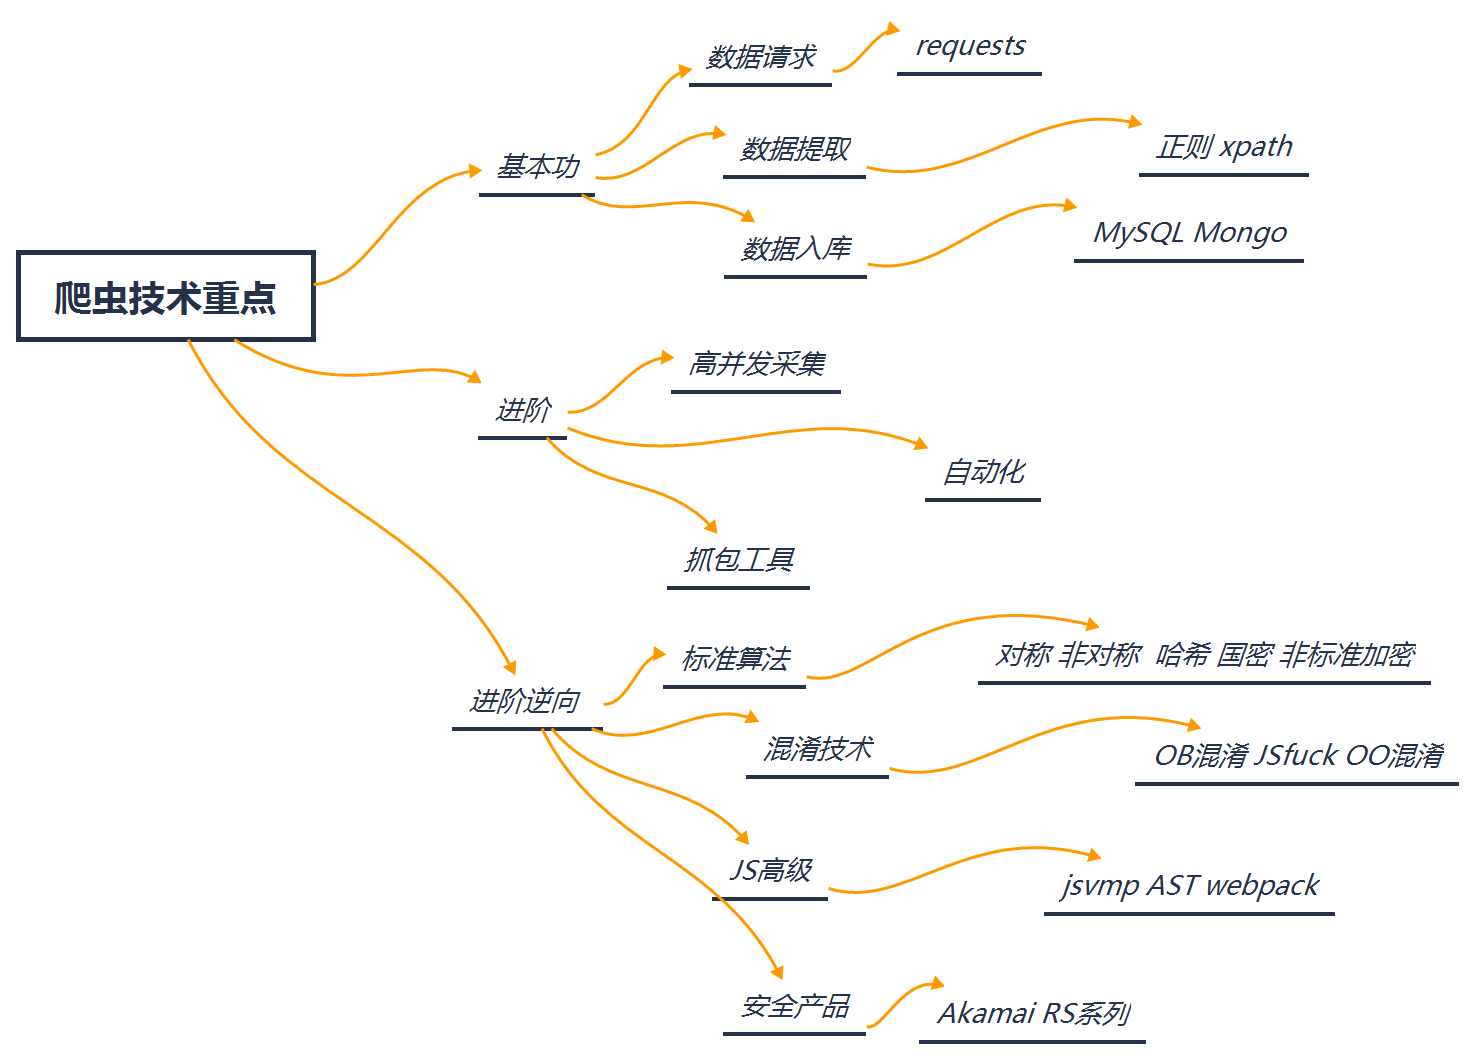 爬虫技术重点
基本功
数据请求
requests
数据提取
正则 xpath
数据入库
MySQL Mongo
进阶
高并发采集
自动化
抓包工具
进阶逆向
标准算法
对称 非对称 哈希 国密 非标准加密
混淆技术
OB混淆 JSfuck OO混淆
JS高级
jsvmp AST webpack
安全产品
Akamai RS系列